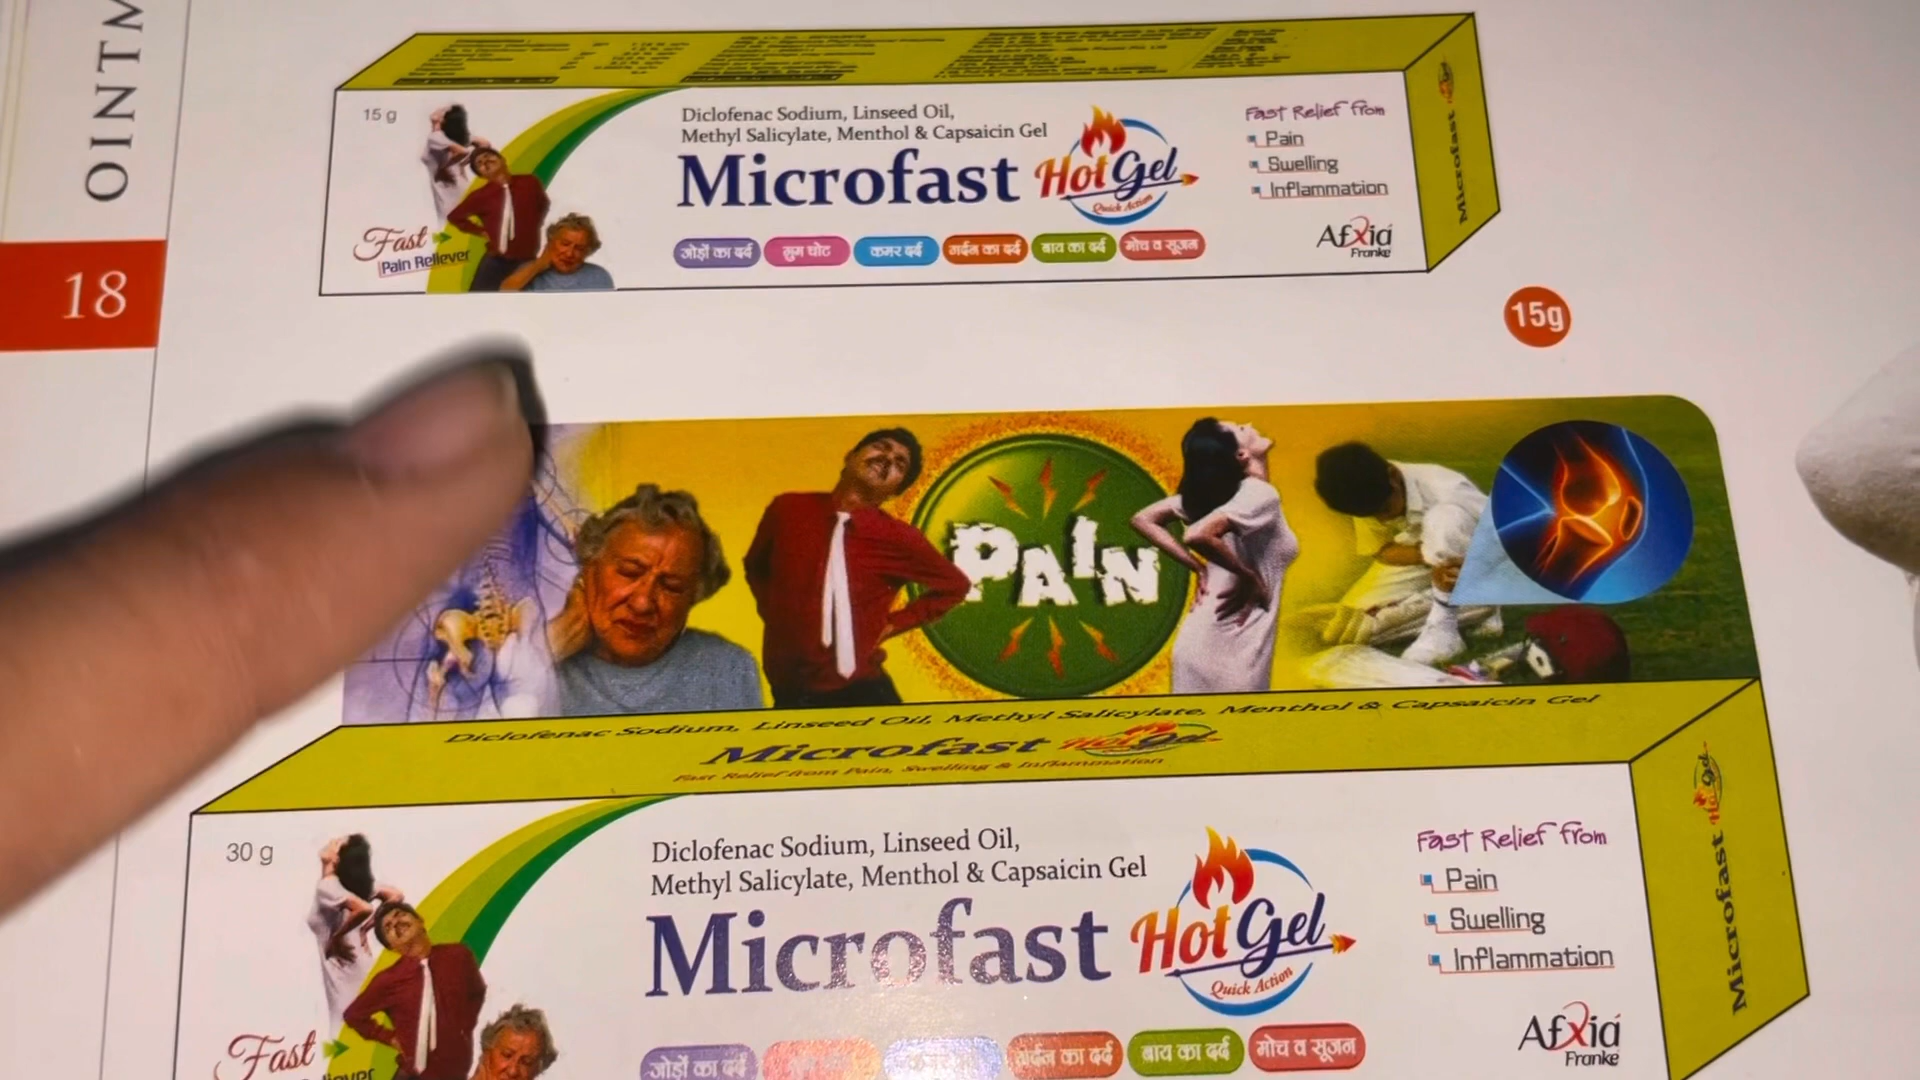 OINTM
18
15 g
Diclofenac Sodium, Linseed Oil,
Methyl Salicylate, Menthol & Capsaicin Gel
Microfast Hot Gel
Quick Action
Fast Relief from
Pain
Swelling
Inflammation
Fast
Pain Reliever
जोड़ों का दर्द गुम चोट कमर दर्द गर्दन का दर्द बाय का दर्द मोच व सूजन
Afxia
Franke
Microfast
15g
PAIN
Diclofenac Sodium, Linseed Oil, Methyl Salicylate, Menthol & Capsaicin Gel
Microfast Hot Gel
Fast Relief from Pain, Swelling & Inflammation
30 g
Diclofenac Sodium, Linseed Oil,
Methyl Salicylate, Menthol & Capsaicin Gel
Microfast Hot Gel
Quick Action
Fast Relief from
Pain
Swelling
Inflammation
Fast
जोड़ों का दर्द गर्दन का दर्द बाय का दर्द मोच व सूजन
Afxia
Franke
Microfast Hot Gel